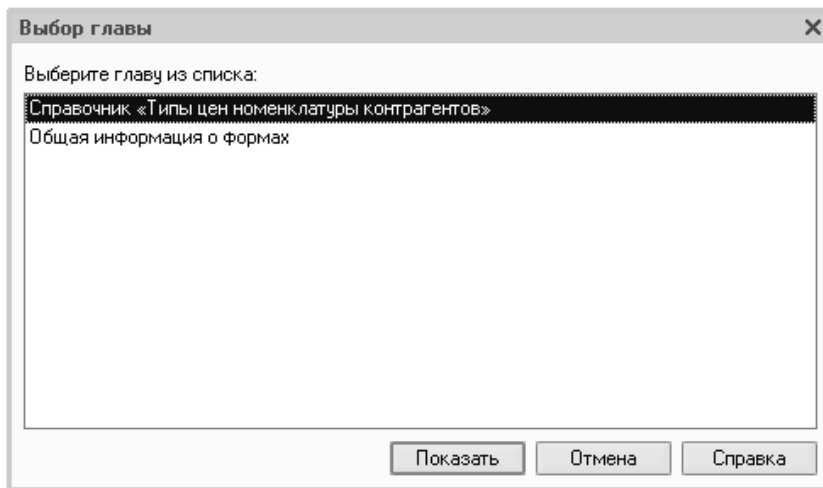 Выбор главы
Выберите главу из списка:
Справочник «Типы цен номенклатуры контрагентов»
Общая информация о формах
Показать Отмена Справка